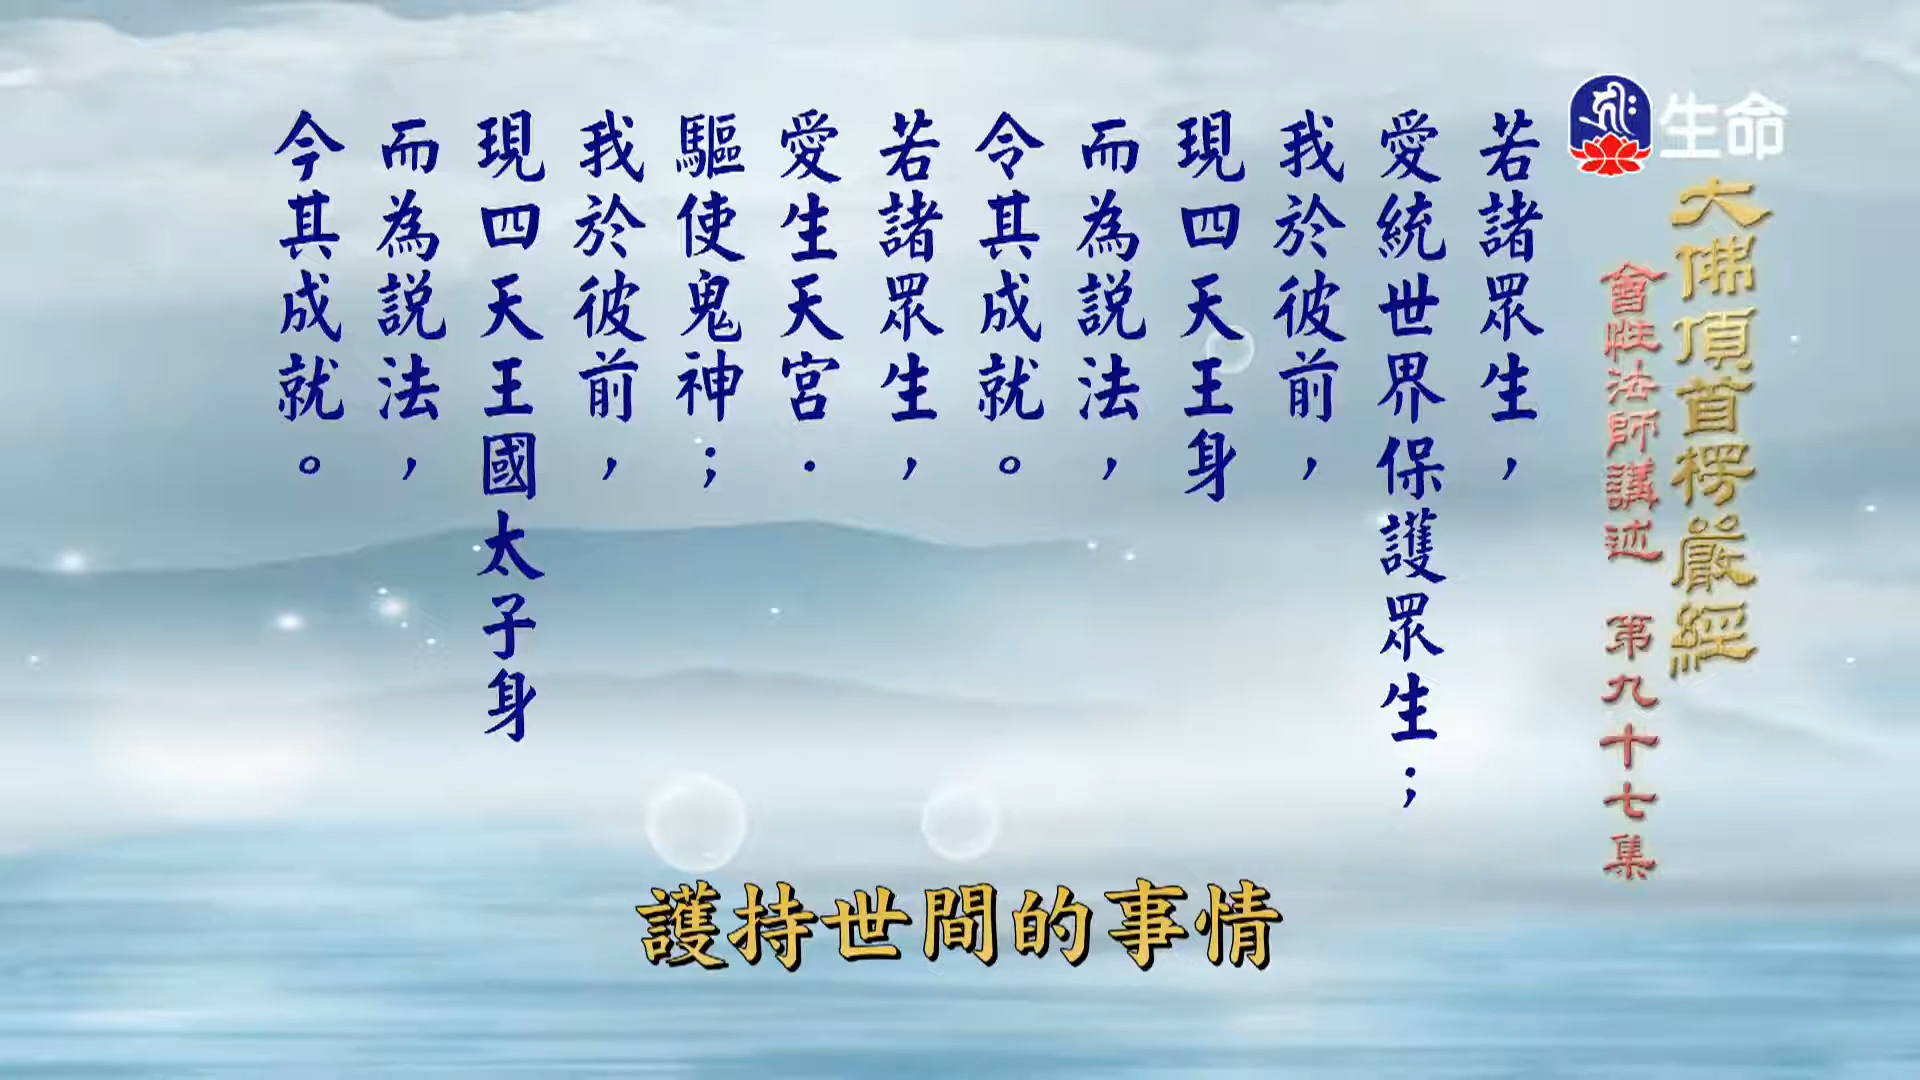 生命
大佛頂首楞嚴經
會性法師講述 第九十七集
若諸眾生，
愛統世界保護眾生；
我於彼前，
現四天王身
而為說法，
令其成就。
若諸眾生，
愛生天宮．
驅使鬼神；
我於彼前，
現四天王國太子身
而為說法，
令其成就。
護持世間的事情